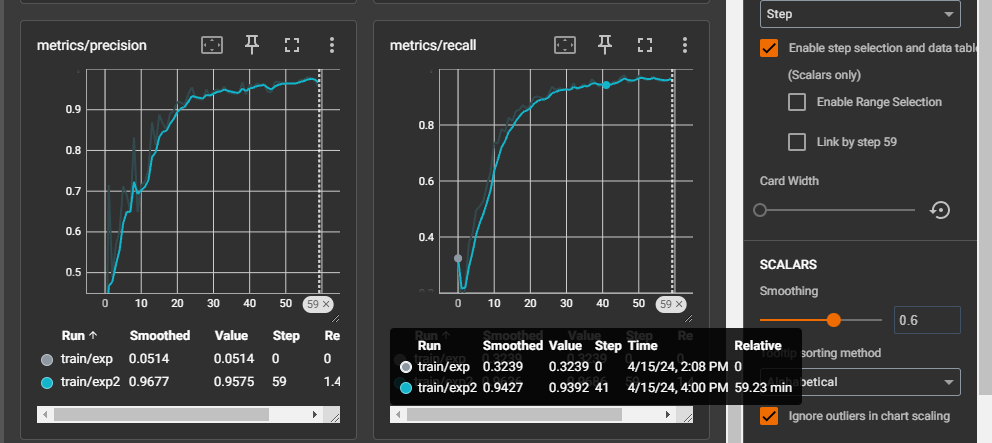 metrics/precision
0.9
0.8
0.7
0.6
0.5
0 10 20 30 40 50 59 ×
Run ↑ Smoothed Value Step Re
train/exp 0.0514 0.0514 0 0
train/exp2 0.9677 0.9575 59 1.4
metrics/recall
0.8
0.6
0.4
0 10 20 30 40 50 59 ×
Run Smoothed Value Step Time Relative
train/exp 0.3239 0.3239 0 4/15/24, 2:08 PM 0
train/exp2 0.9427 0.9392 41 4/15/24, 4:00 PM 59.23 min
Step
Enable step selection and data table
(Scalars only)
Enable Range Selection
Link by step 59
Card Width
SCALARS
Smoothing
0.6
Tooltip sorting method
Alphabetical
Ignore outliers in chart scaling